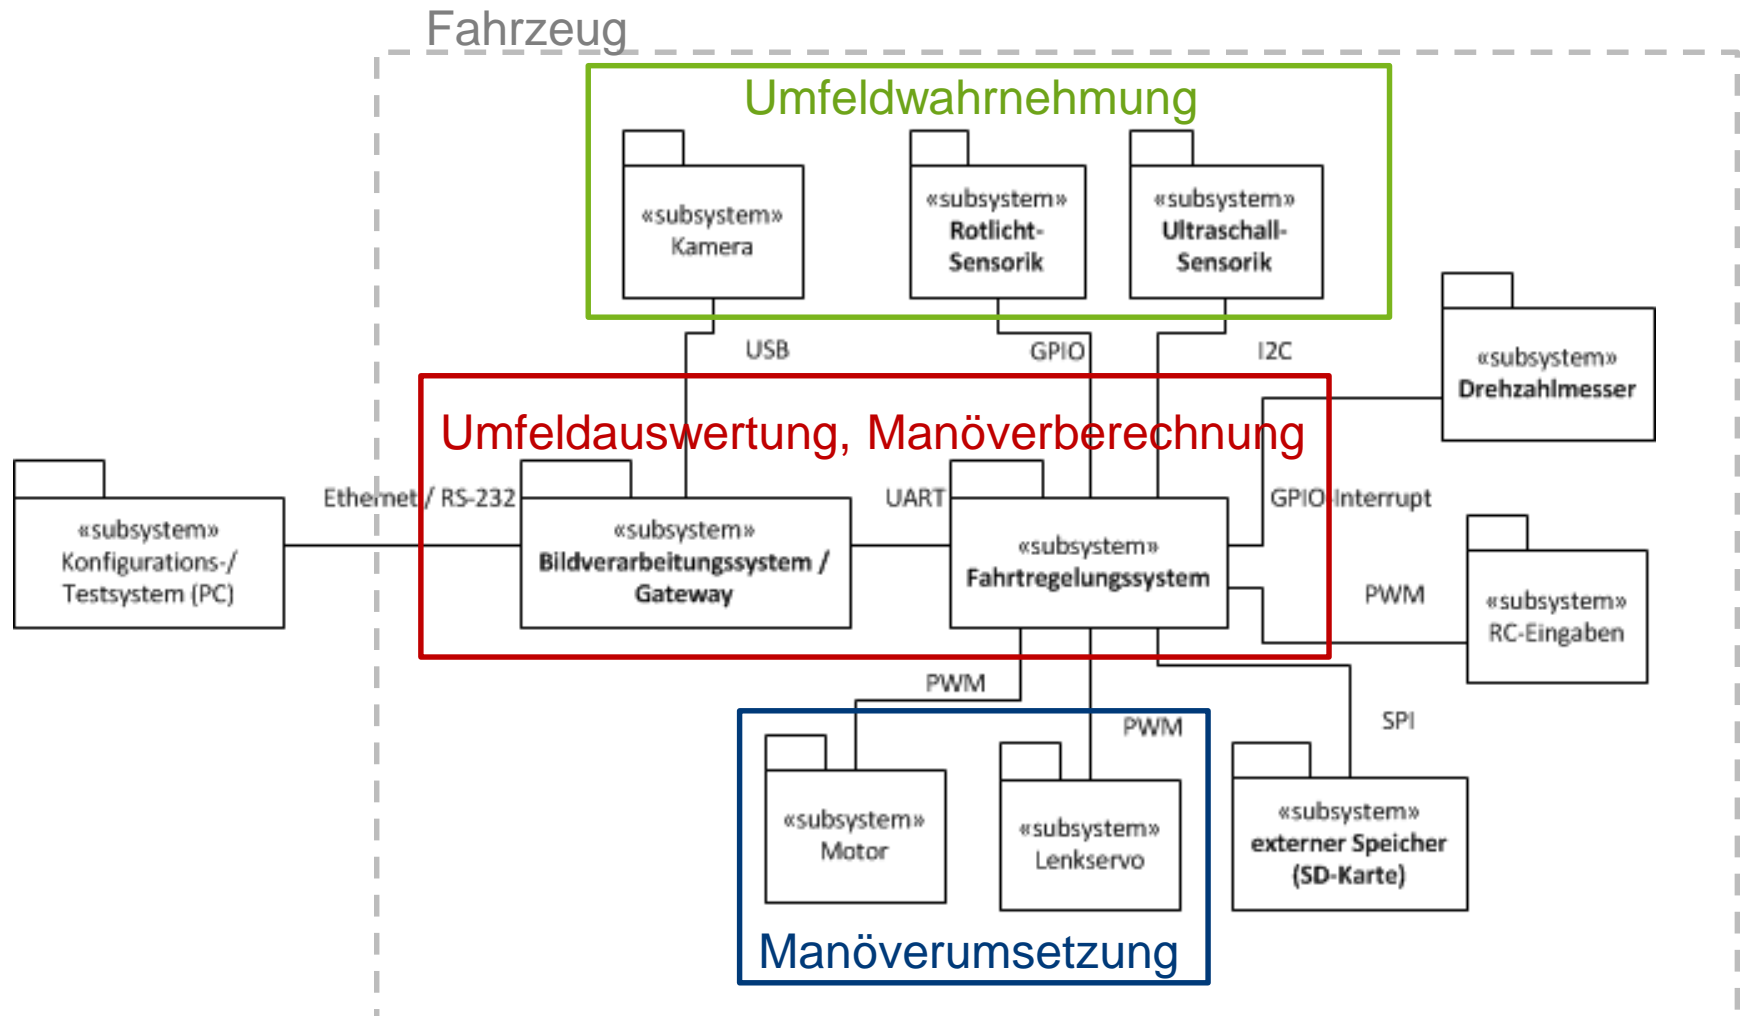 Fahrzeug
Umfeldwahrnehmung
«subsystem»
Kamera
«subsystem»
Rotlicht-
Sensorik
«subsystem»
Ultraschall-
Sensorik
USB
GPIO
I2C
«subsystem»
Drehzahlmesser
Umfeldauswertung, Manöverberechnung
Ethernet / RS-232
UART
GPIO-Interrupt
«subsystem»
Konfigurations-/
Testsystem (PC)
«subsystem»
Bildverarbeitungssystem /
Gateway
«subsystem»
Fahrtregelungssystem
PWM
«subsystem»
RC-Eingaben
PWM
PWM
SPI
«subsystem»
Motor
«subsystem»
Lenkservo
«subsystem»
externer Speicher
(SD-Karte)
Manöverumsetzung